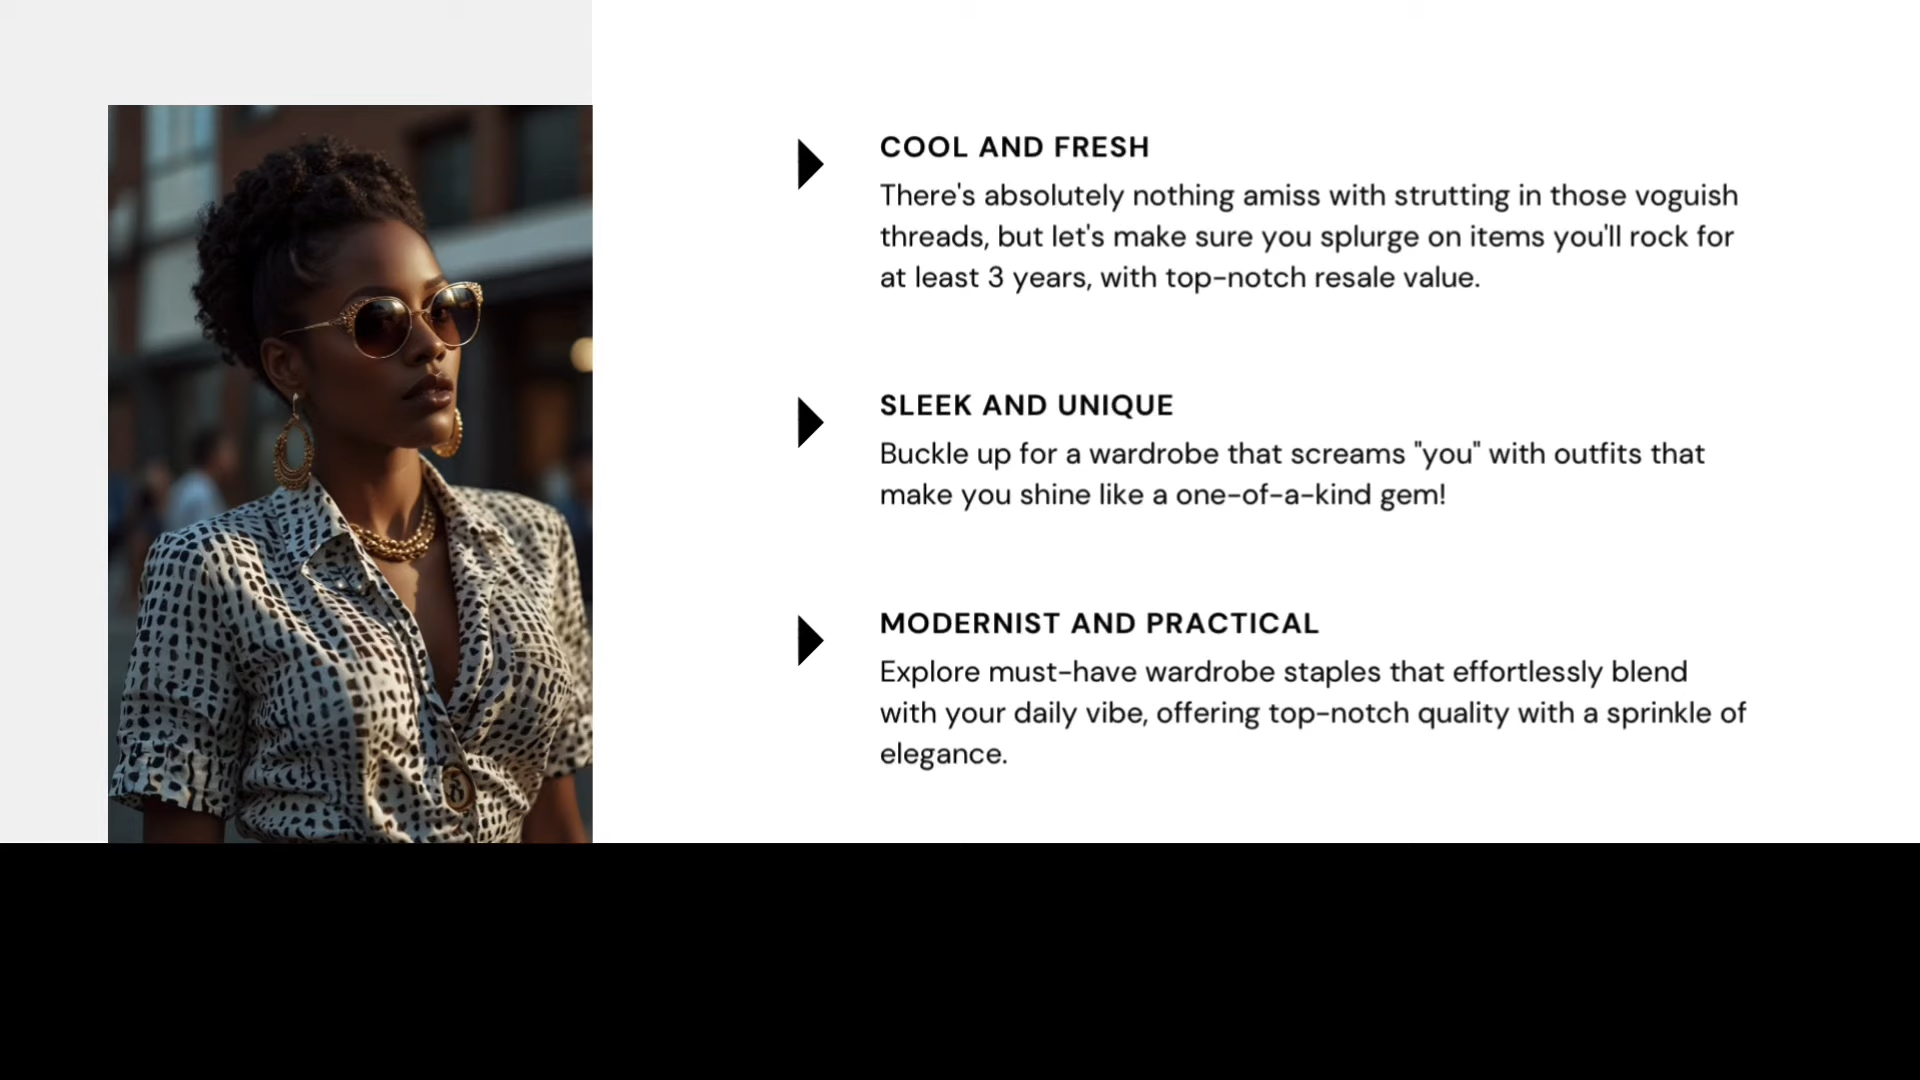 COOL AND FRESH
There's absolutely nothing amiss with strutting in those voguish
threads, but let's make sure you splurge on items you'll rock for
at least 3 years, with top-notch resale value.
SLEEK AND UNIQUE
Buckle up for a wardrobe that screams "you" with outfits that
make you shine like a one-of-a-kind gem!
MODERNIST AND PRACTICAL
Explore must-have wardrobe staples that effortlessly blend
with your daily vibe, offering top-notch quality with a sprinkle of
elegance.